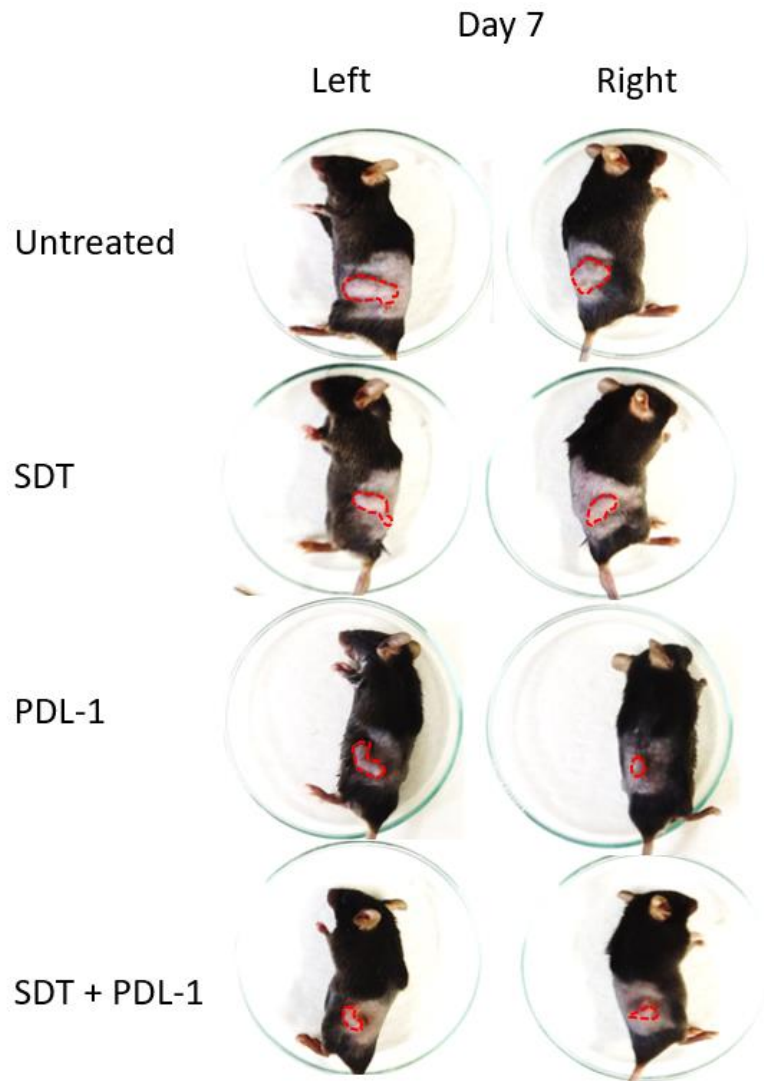 Day 7
Left Right
Untreated
SDT
PDL-1
SDT + PDL-1